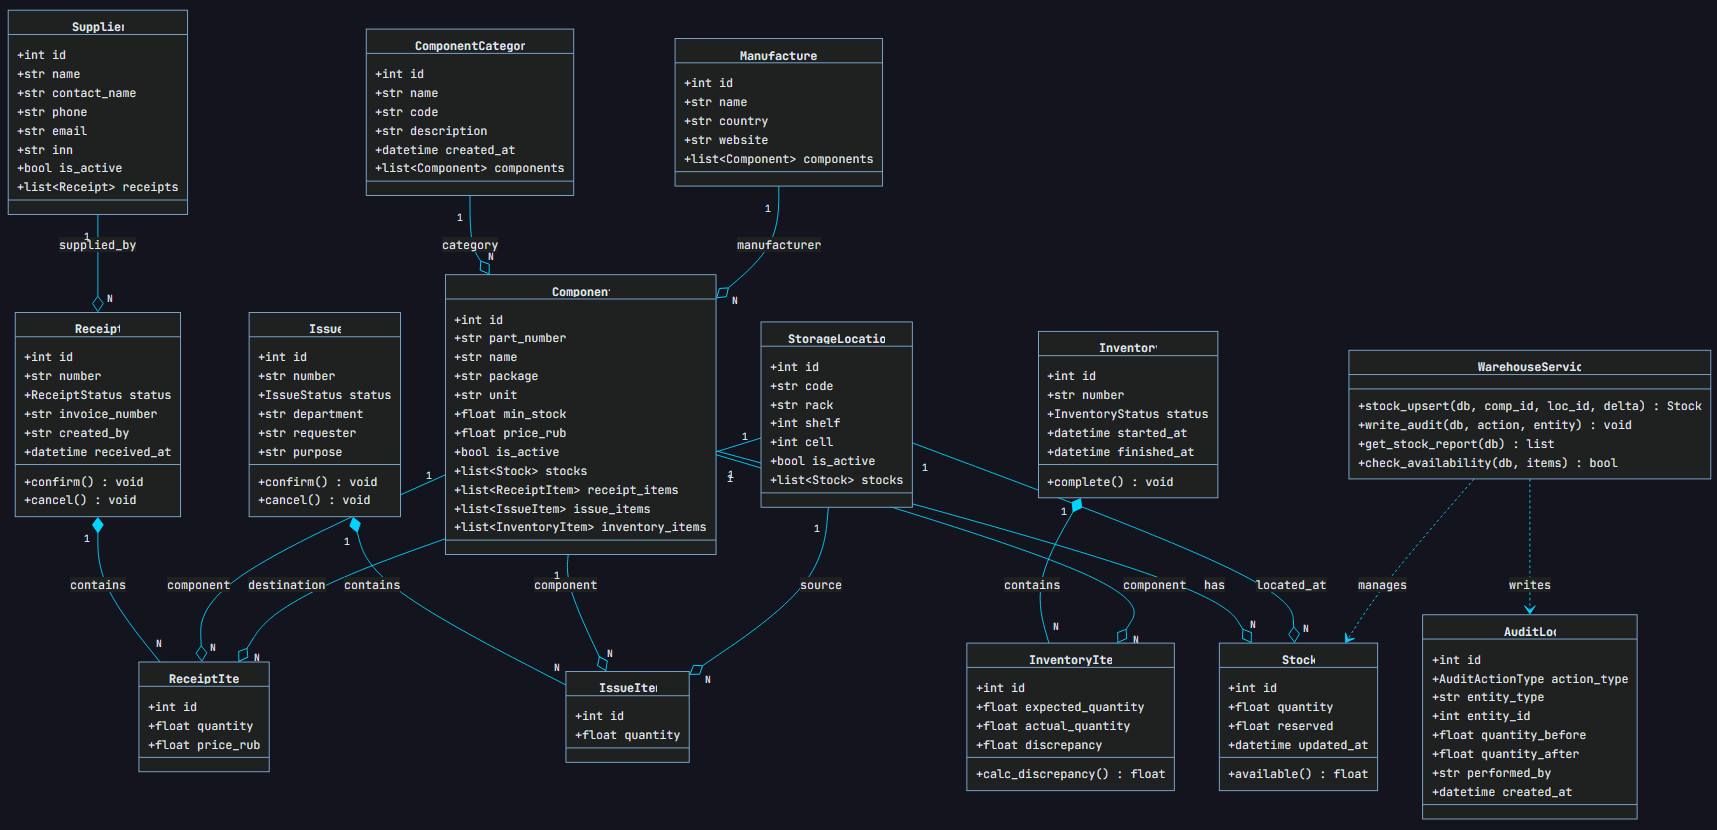 Supplier
+int id
+str name
+str contact_name
+str phone
+str email
+str inn
+bool is_active
+list<Receipt> receipts
ComponentCategor
+int id
+str name
+str code
+str description
+datetime created_at
+list<Component> components
Manufacture
+int id
+str name
+str country
+str website
+list<Component> components
1
supplied_by
N
1
category
N
1
manufacturer
N
Receipt
+int id
+str number
+ReceiptStatus status
+str invoice_number
+str created_by
+datetime received_at
+confirm() : void
+cancel() : void
Issue
+int id
+str number
+IssueStatus status
+str department
+str requester
+str purpose
+confirm() : void
+cancel() : void
Component
+int id
+str part_number
+str name
+str package
+str unit
+float min_stock
+float price_rub
+bool is_active
+list<Stock> stocks
+list<ReceiptItem> receipt_items
+list<IssueItem> issue_items
+list<InventoryItem> inventory_items
StorageLocatio
+int id
+str code
+str rack
+int shelf
+int cell
+bool is_active
+list<Stock> stocks
Inventor
+int id
+str number
+InventoryStatus status
+datetime started_at
+datetime finished_at
+complete() : void
WarehouseServic
+stock_upsert(db, comp_id, loc_id, delta) : Stock
+write_audit(db, action, entity) : void
+get_stock_report(db) : list
+check_availability(db, items) : bool
1
1
1
1
1
1
1
1
1
1
contains
component
destination
contains
component
source
contains
component
has
located_at
manages
writes
N
N
N
N
N
N
N
N
N
N
ReceiptIte
+int id
+float quantity
+float price_rub
IssueIte
+int id
+float quantity
InventoryIte
+int id
+float expected_quantity
+float actual_quantity
+float discrepancy
+calc_discrepancy() : float
Stock
+int id
+float quantity
+float reserved
+datetime updated_at
+available() : float
AuditLog
+int id
+AuditActionType action_type
+str entity_type
+int entity_id
+float quantity_before
+float quantity_after
+str performed_by
+datetime created_at